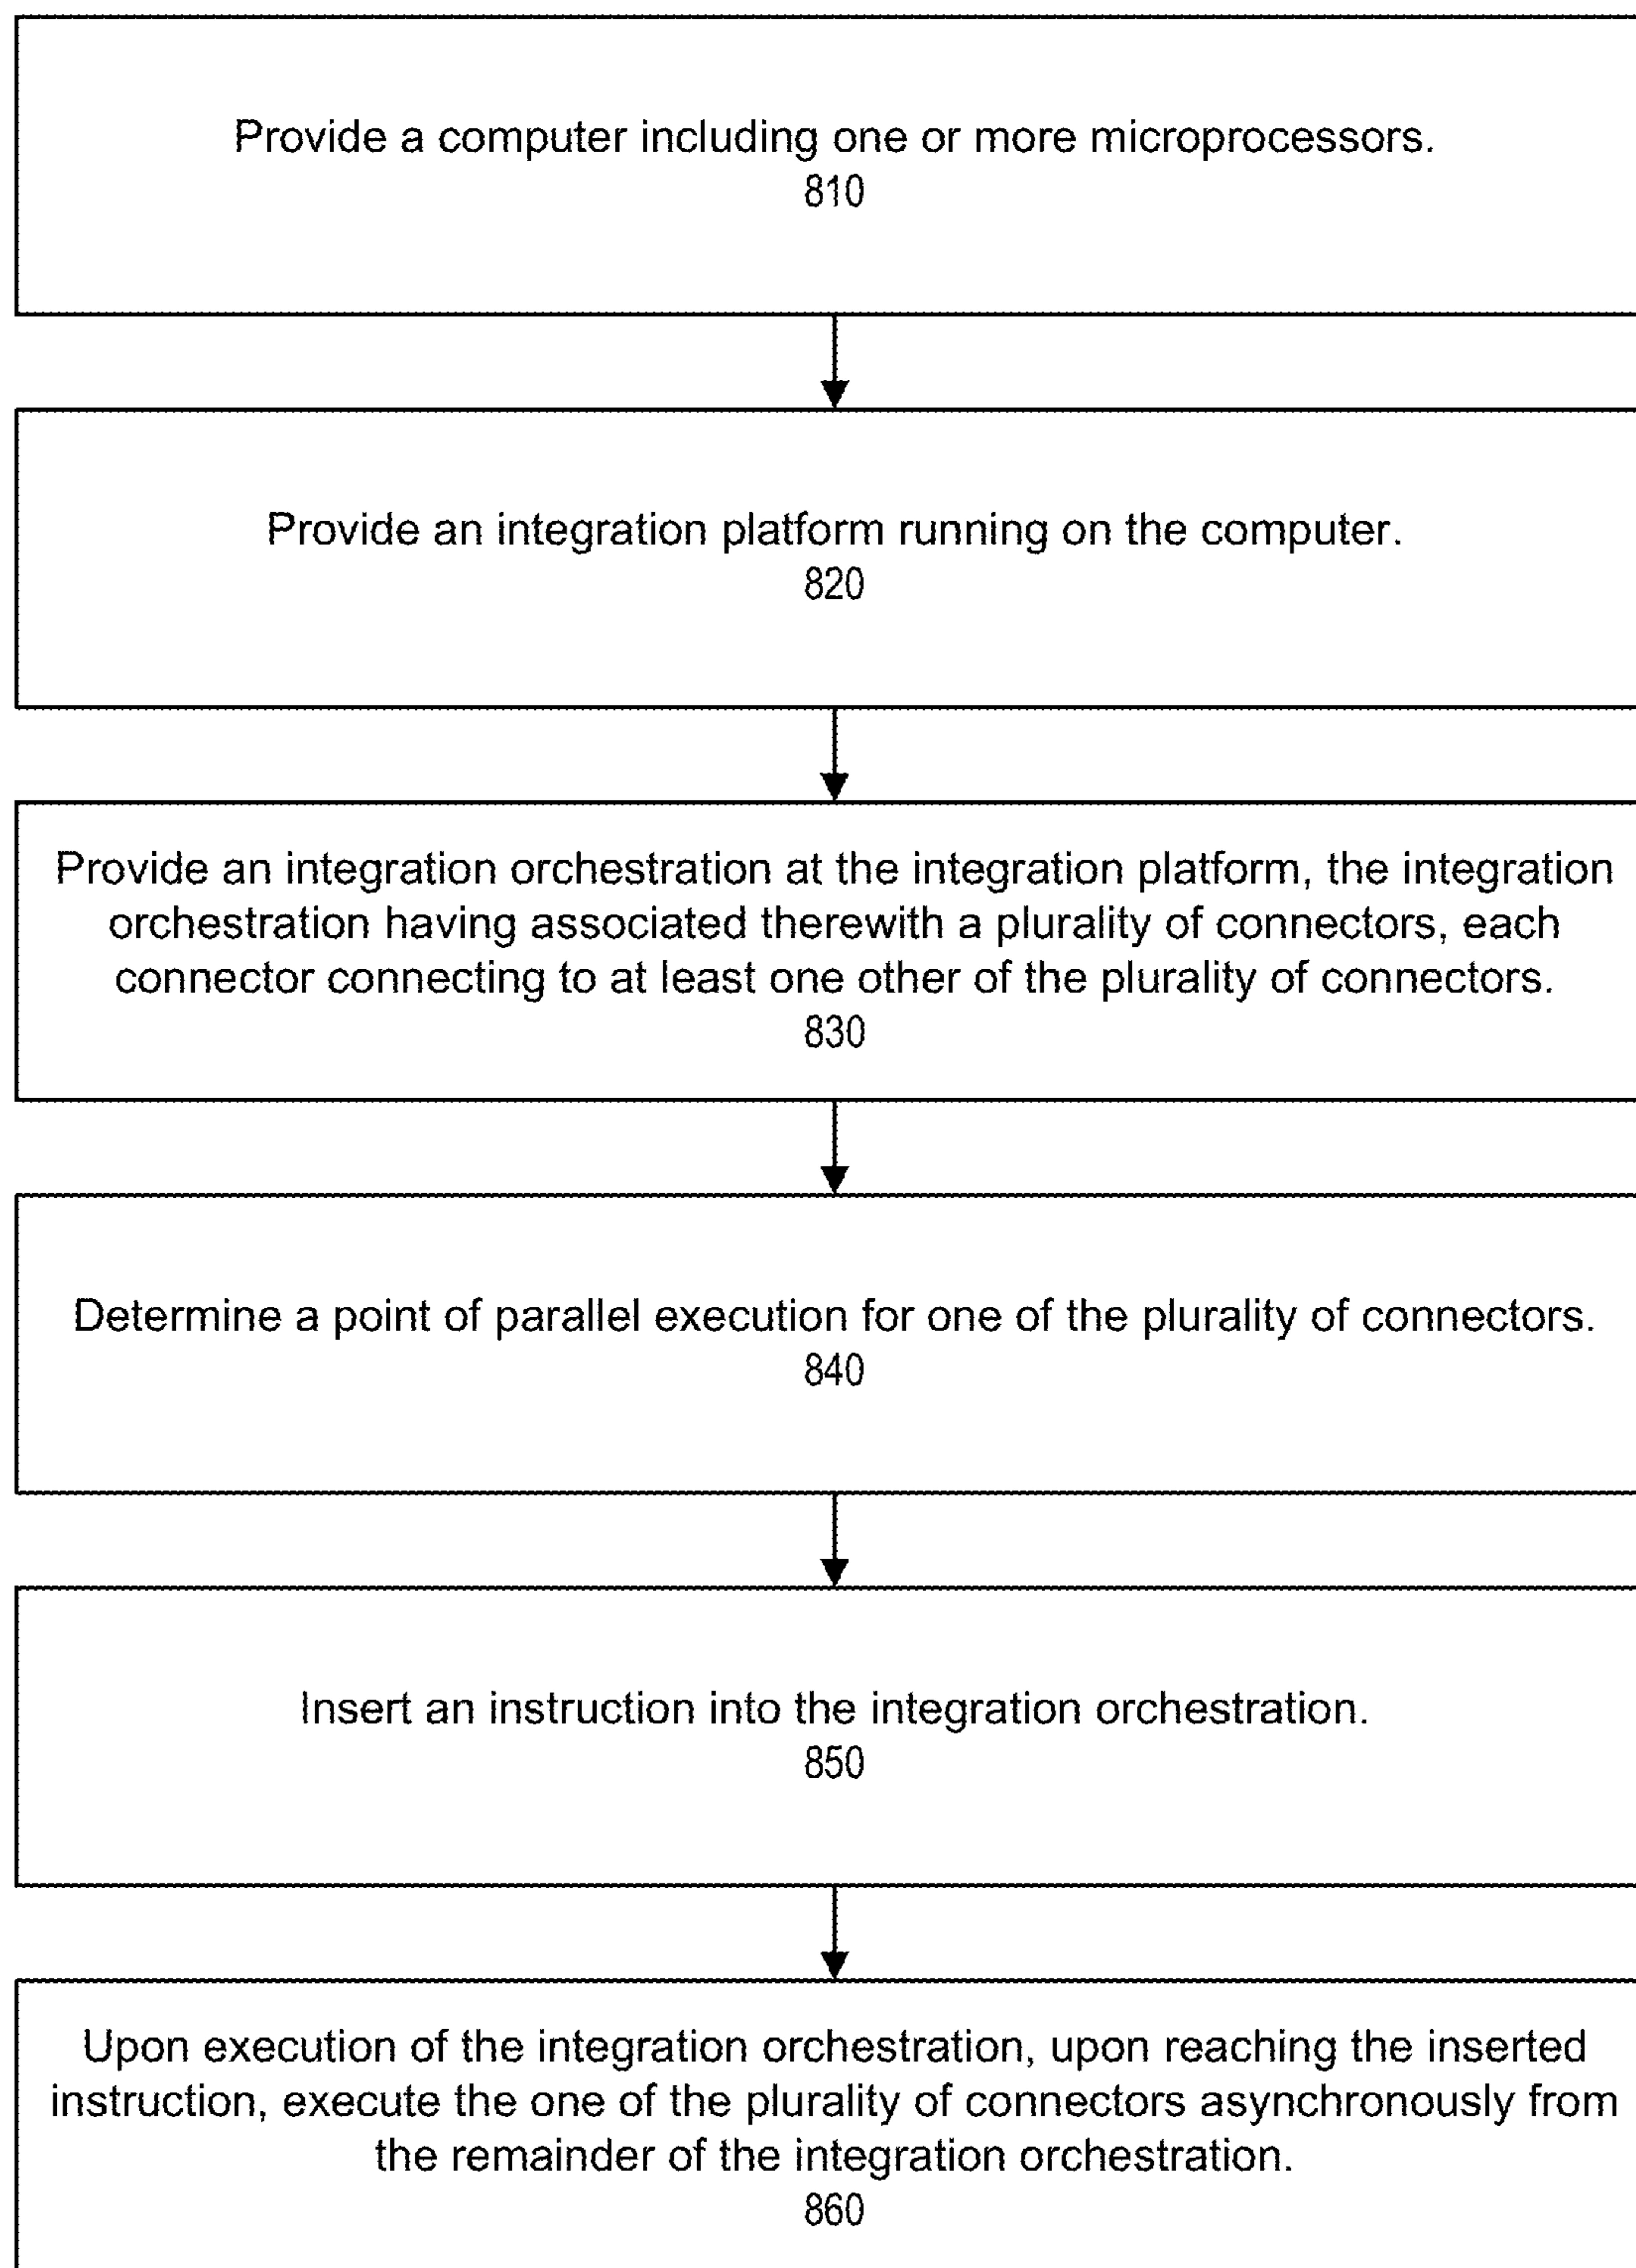 Provide a computer including one or more microprocessors.
810
Provide an integration platform running on the computer.
820
Provide an integration orchestration at the integration platform, the integration
orchestration having associated therewith a plurality of connectors, each
connector connecting to at least one other of the plurality of connectors.
830
Determine a point of parallel execution for one of the plurality of connectors.
840
Insert an instruction into the integration orchestration.
850
Upon execution of the integration orchestration, upon reaching the inserted
instruction, execute the one of the plurality of connectors asynchronously from
the remainder of the integration orchestration.
860